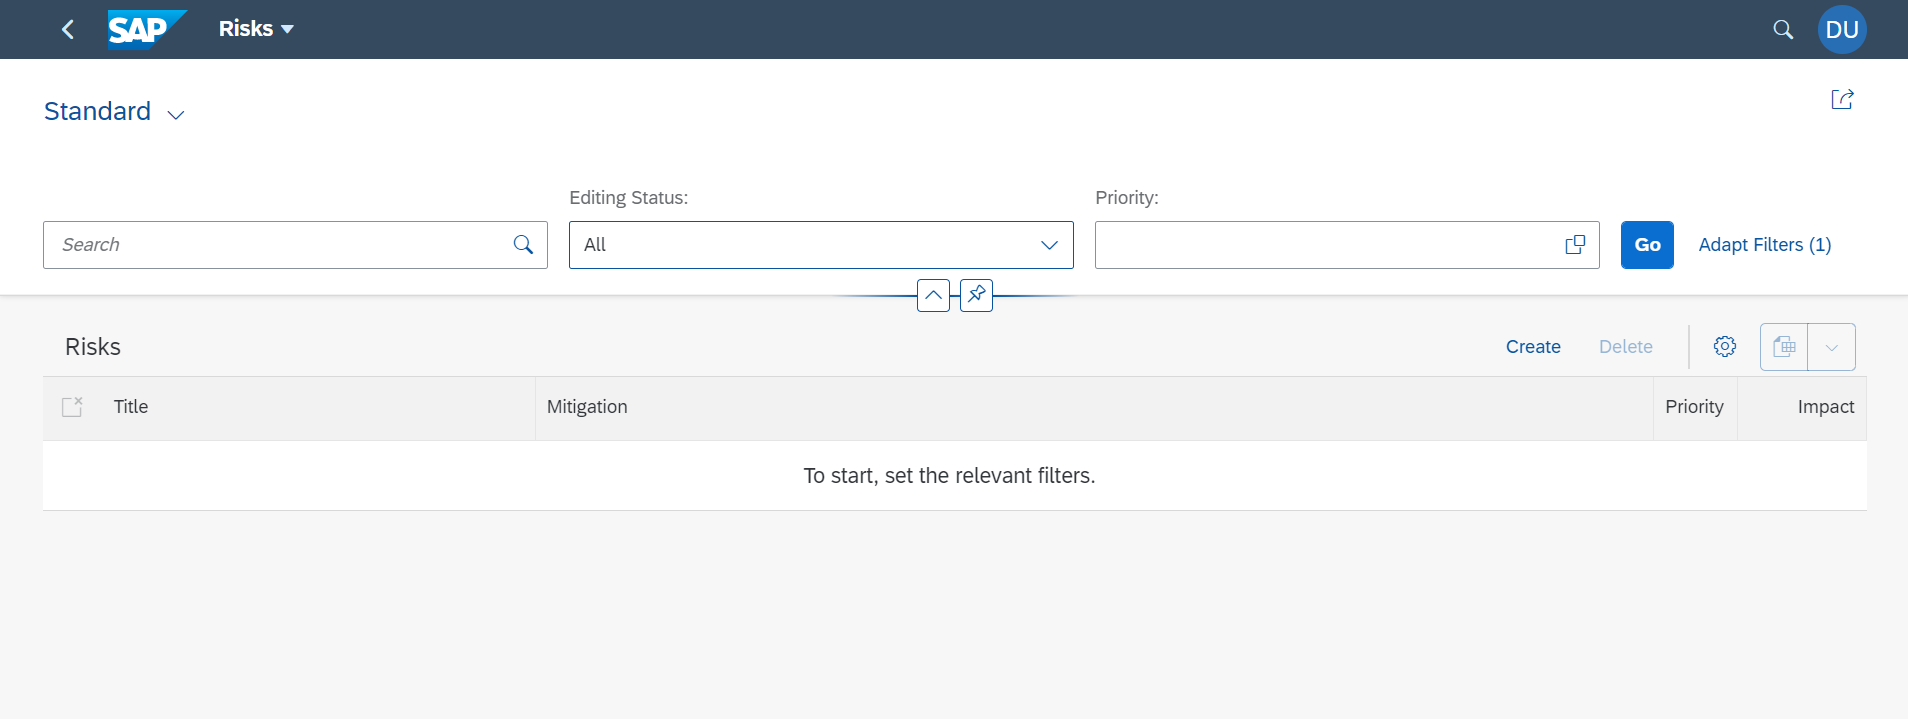 SAP
Risks
DU
Standard
Editing Status:
Priority:
Search
All
Go
Adapt Filters (1)
Risks
Create
Delete
Title
Mitigation
Priority
Impact
To start, set the relevant filters.